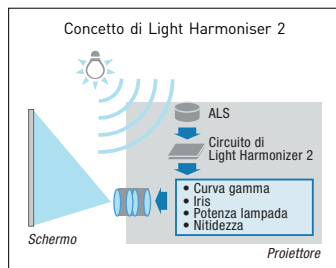 Concetto di Light Harmoniser 2
ALS
Circuito di
Light Harmonizer 2
• Curva gamma
• Iris
• Potenza lampada
• Nitidezza
Schermo
Proiettore